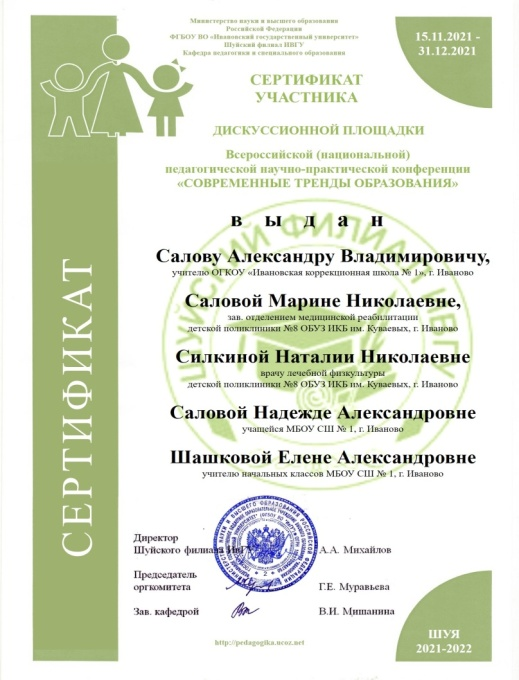 Министерство науки и высшего образования
Российской Федерации
ФГБОУ ВО «Ивановский государственный университет»
Шуйский филиал ИВГУ
Кафедра педагогики и специального образования
15.11.2021 -
31.12.2021
СЕРТИФИКАТ
УЧАСТНИКА
ДИСКУССИОННОЙ ПЛОЩАДКИ
Всероссийской (национальной)
педагогической научно-практической конференции
«СОВРЕМЕННЫЕ ТРЕНДЫ ОБРАЗОВАНИЯ»
в ы д а н
Салову Александру Владимировичу,
учителю ОГКОУ «Ивановская коррекционная школа № 1», г. Иваново
Саловой Марине Николаевне,
зав. отделением медицинской реабилитации
детской поликлиники №8 ОБУЗ ИКБ им. Куваевых, г. Иваново
Силкиной Наталии Николаевне
врачу лечебной физкультуры
детской поликлиники №8 ОБУЗ ИКБ им. Куваевых, г. Иваново
Саловой Надежде Александровне
учащейся МБОУ СШ № 1, г. Иваново
Шашковой Елене Александровне
учителю начальных классов МБОУ СШ № 1, г. Иваново
СЕРТИФИКАТ
ШУЙСКИЙ ФИЛИАЛ ИВГУ
Директор
Шуйского филиала ИвГУ А.А. Михайлов
Председатель
оргкомитета Г.Е. Муравьева
Зав. кафедрой В.И. Мишанина
http://pedagogika.ucoz.net
ШУЯ
2021-2022